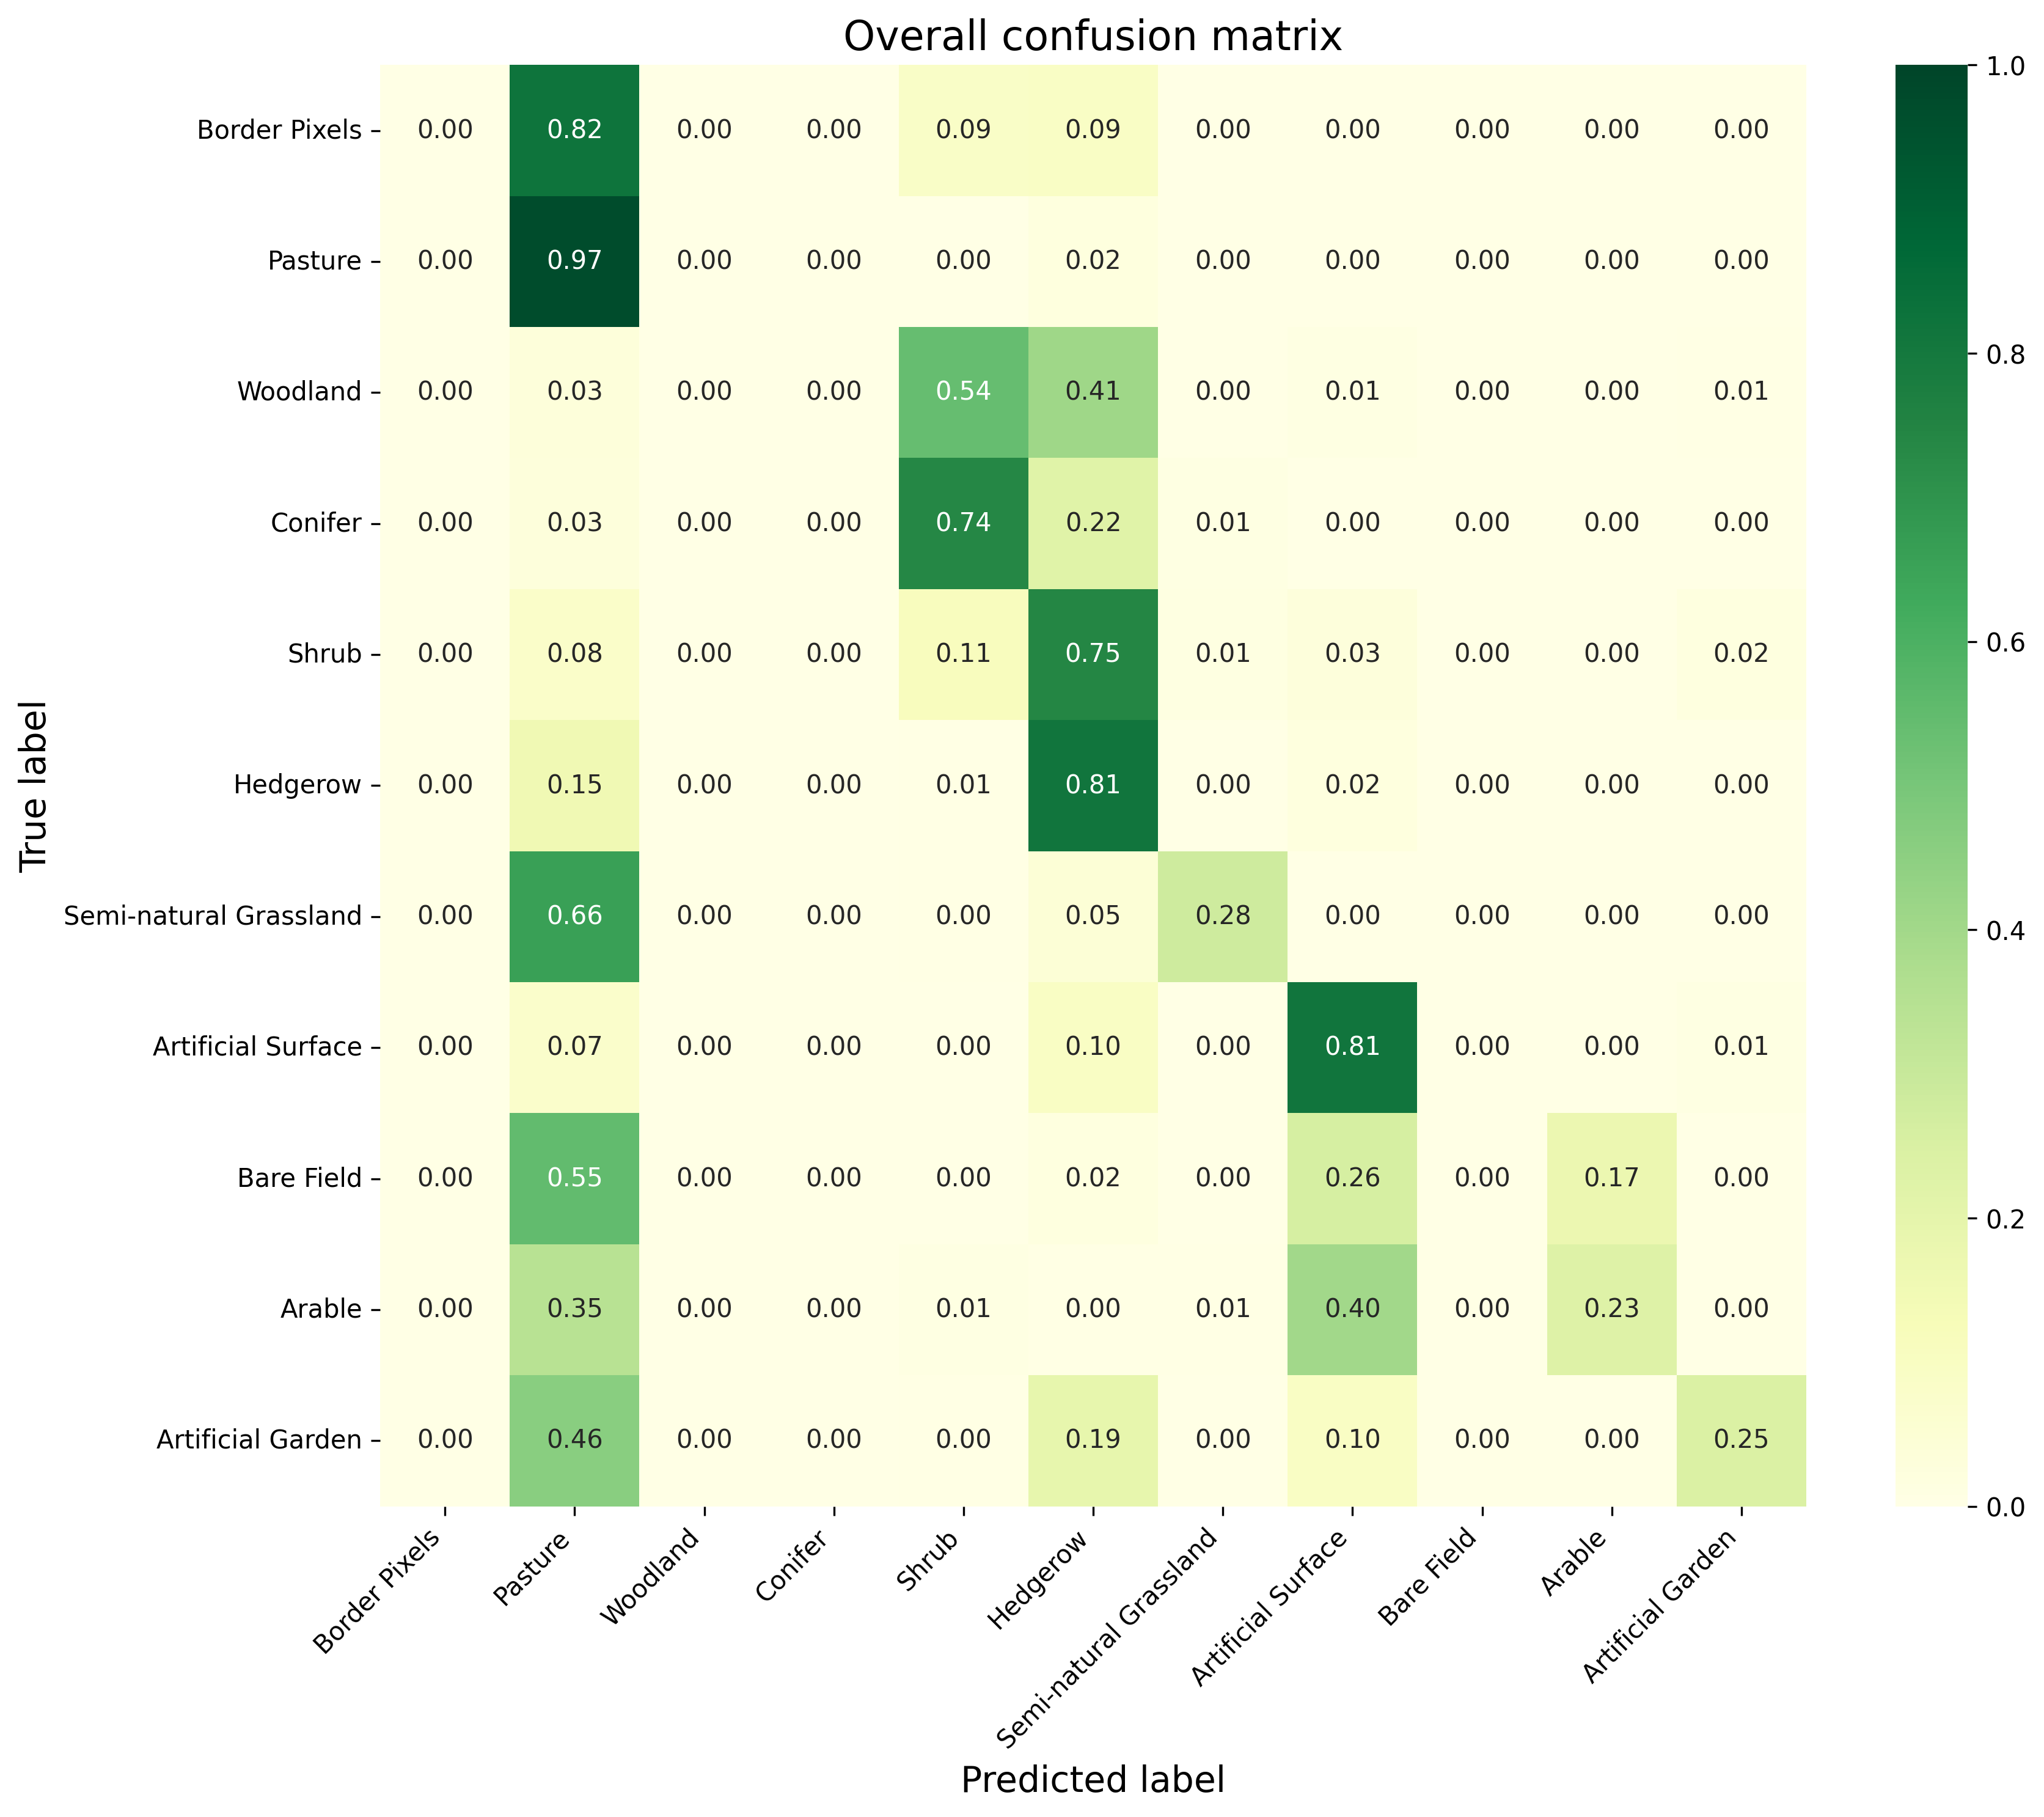 Overall confusion matrix
1.0
Border Pixels 0.00 0.82 0.00 0.00 0.09 0.09 0.00 0.00 0.00 0.00 0.00
Pasture 0.00 0.97 0.00 0.00 0.00 0.02 0.00 0.00 0.00 0.00 0.00
0.8
Woodland 0.00 0.03 0.00 0.00 0.54 0.41 0.00 0.01 0.00 0.00 0.01
Conifer 0.00 0.03 0.00 0.00 0.74 0.22 0.01 0.00 0.00 0.00 0.00
0.6
Shrub 0.00 0.08 0.00 0.00 0.11 0.75 0.01 0.03 0.00 0.00 0.02
True label
Hedgerow 0.00 0.15 0.00 0.00 0.01 0.81 0.00 0.02 0.00 0.00 0.00
Semi-natural Grassland 0.00 0.66 0.00 0.00 0.00 0.05 0.28 0.00 0.00 0.00 0.00
0.4
Artificial Surface 0.00 0.07 0.00 0.00 0.00 0.10 0.00 0.81 0.00 0.00 0.01
Bare Field 0.00 0.55 0.00 0.00 0.00 0.02 0.00 0.26 0.00 0.17 0.00
0.2
Arable 0.00 0.35 0.00 0.00 0.01 0.00 0.01 0.40 0.00 0.23 0.00
Artificial Garden 0.00 0.46 0.00 0.00 0.00 0.19 0.00 0.10 0.00 0.00 0.25
0.0
Border Pixels
Pasture
Woodland
Conifer
Shrub
Hedgerow
Semi-natural Grassland
Artificial Surface
Bare Field
Arable
Artificial Garden
Predicted label